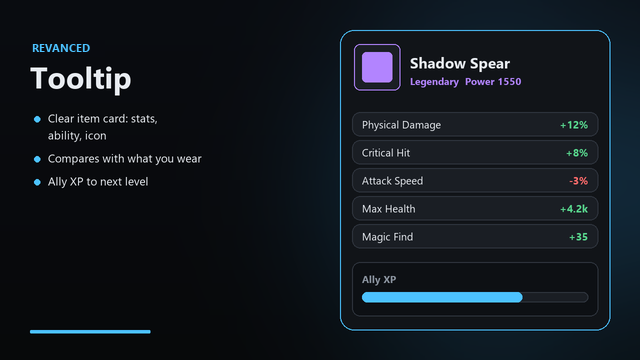 REVANCED
Tooltip
Clear item card: stats,
ability, icon
Compares with what you wear
Ally XP to next level
Shadow Spear
Legendary Power 1550
Physical Damage +12%
Critical Hit +8%
Attack Speed -3%
Max Health +4.2k
Magic Find +35
Ally XP